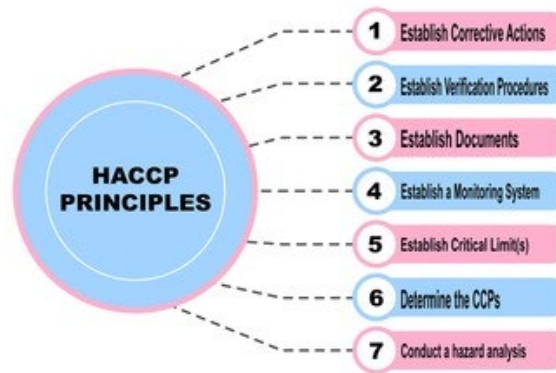 HACCP
PRINCIPLES
1 Establish Corrective Actions
2 Establish Verification Procedures
3 Establish Documents
4 Establish a Monitoring System
5 Establish Critical Limit(s)
6 Determine the CCPs
7 Conduct a hazard analysis